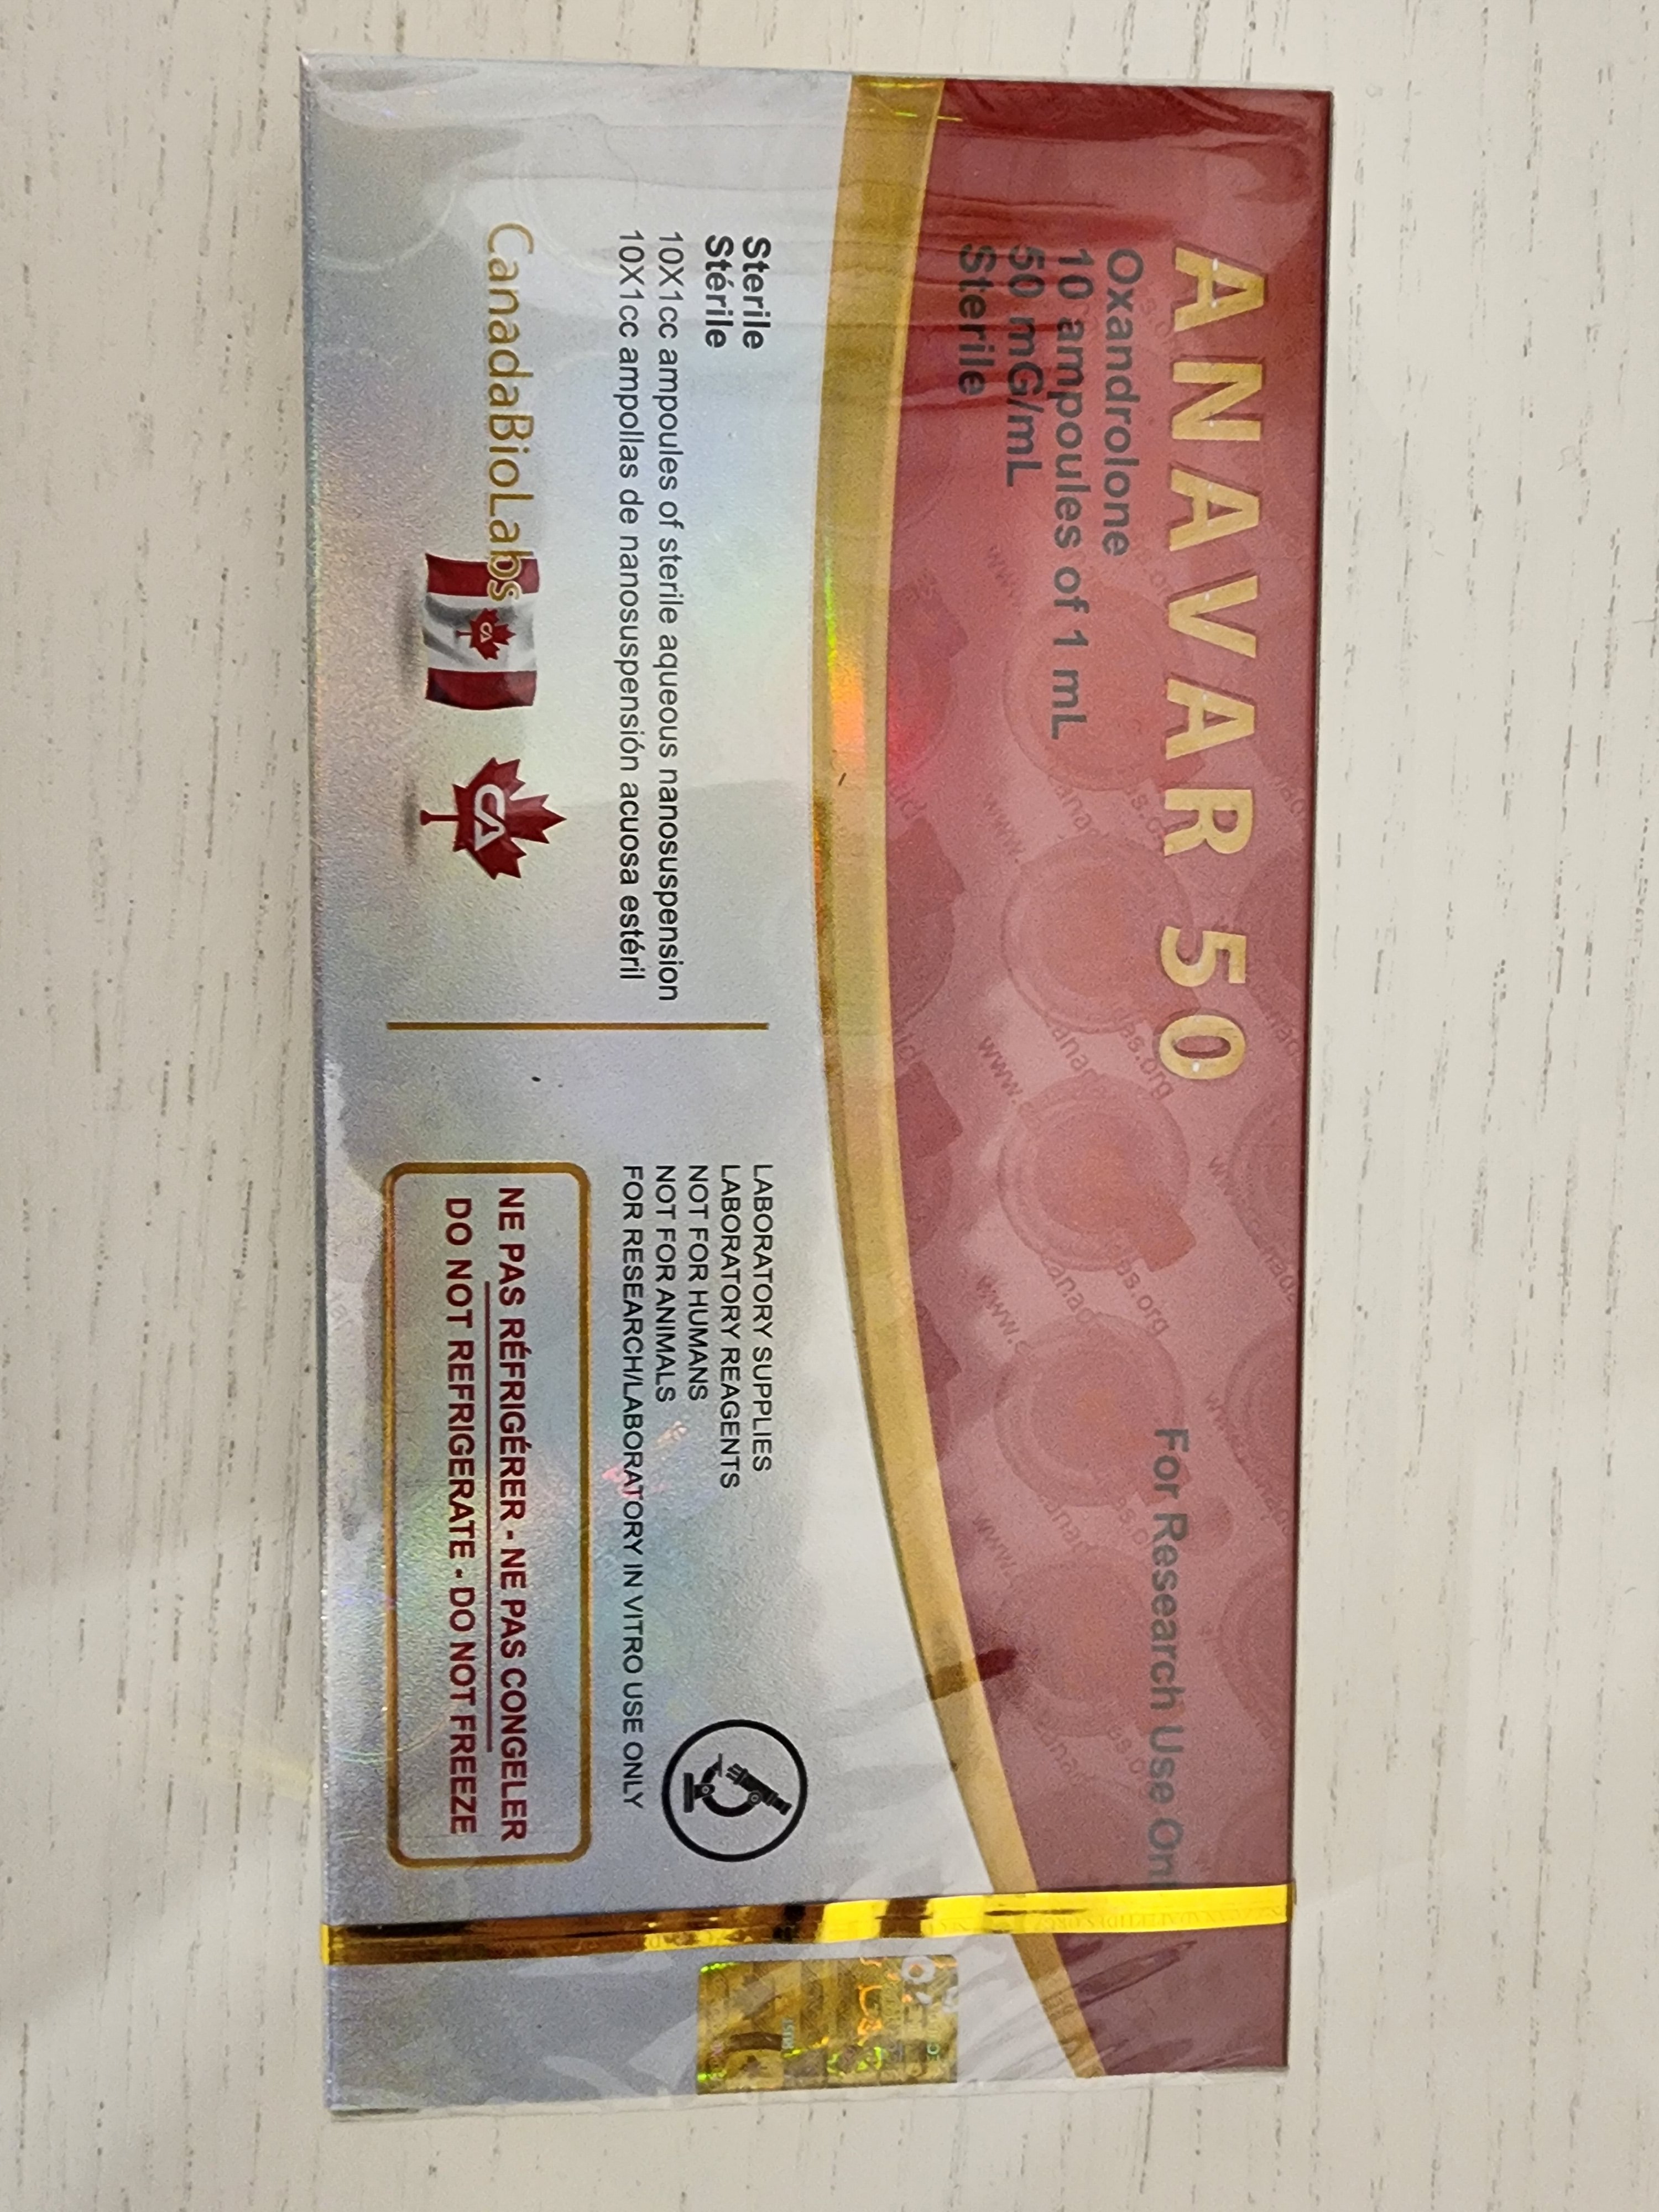 ANAVAR 50
Oxandrolone
10 ampoules of 1 mL
50 mG/mL
Sterile
For Research Use
Sterile
Stérile
10X1cc ampoules of sterile aqueous nanosuspension
10X1cc ampollas de nanosuspensión acuosa estéril
CanadaBioLabs
CA
CA
LABORATORY SUPPLIES
LABORATORY REAGENTS
NOT FOR HUMANS
NOT FOR ANIMALS
FOR RESEARCH/LABORATORY IN VITRO USE ONLY
NE PAS RÉFRIGÉRER - NE PAS CONGELER
DO NOT REFRIGERATE - DO NOT FREEZE